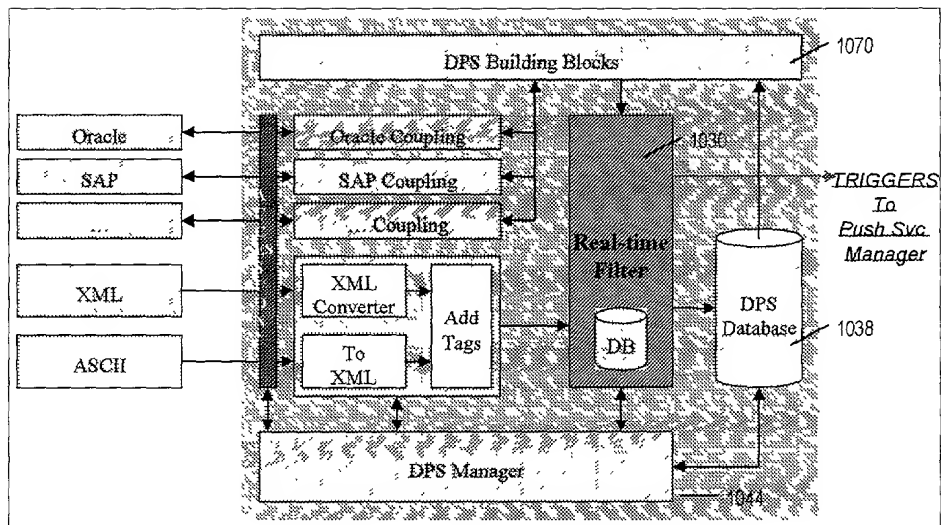 DPS Building Blocks
1070
Oracle
Oracle Coupling
1030
SAP
SAP Coupling
TRIGGERS
To
Push Svc
Manager
...
... Coupling
Real-time
Filter
XML
XML
Converter
Add
Tags
DPS
Database
ASCII
To
XML
DB
1038
DPS Manager
1044